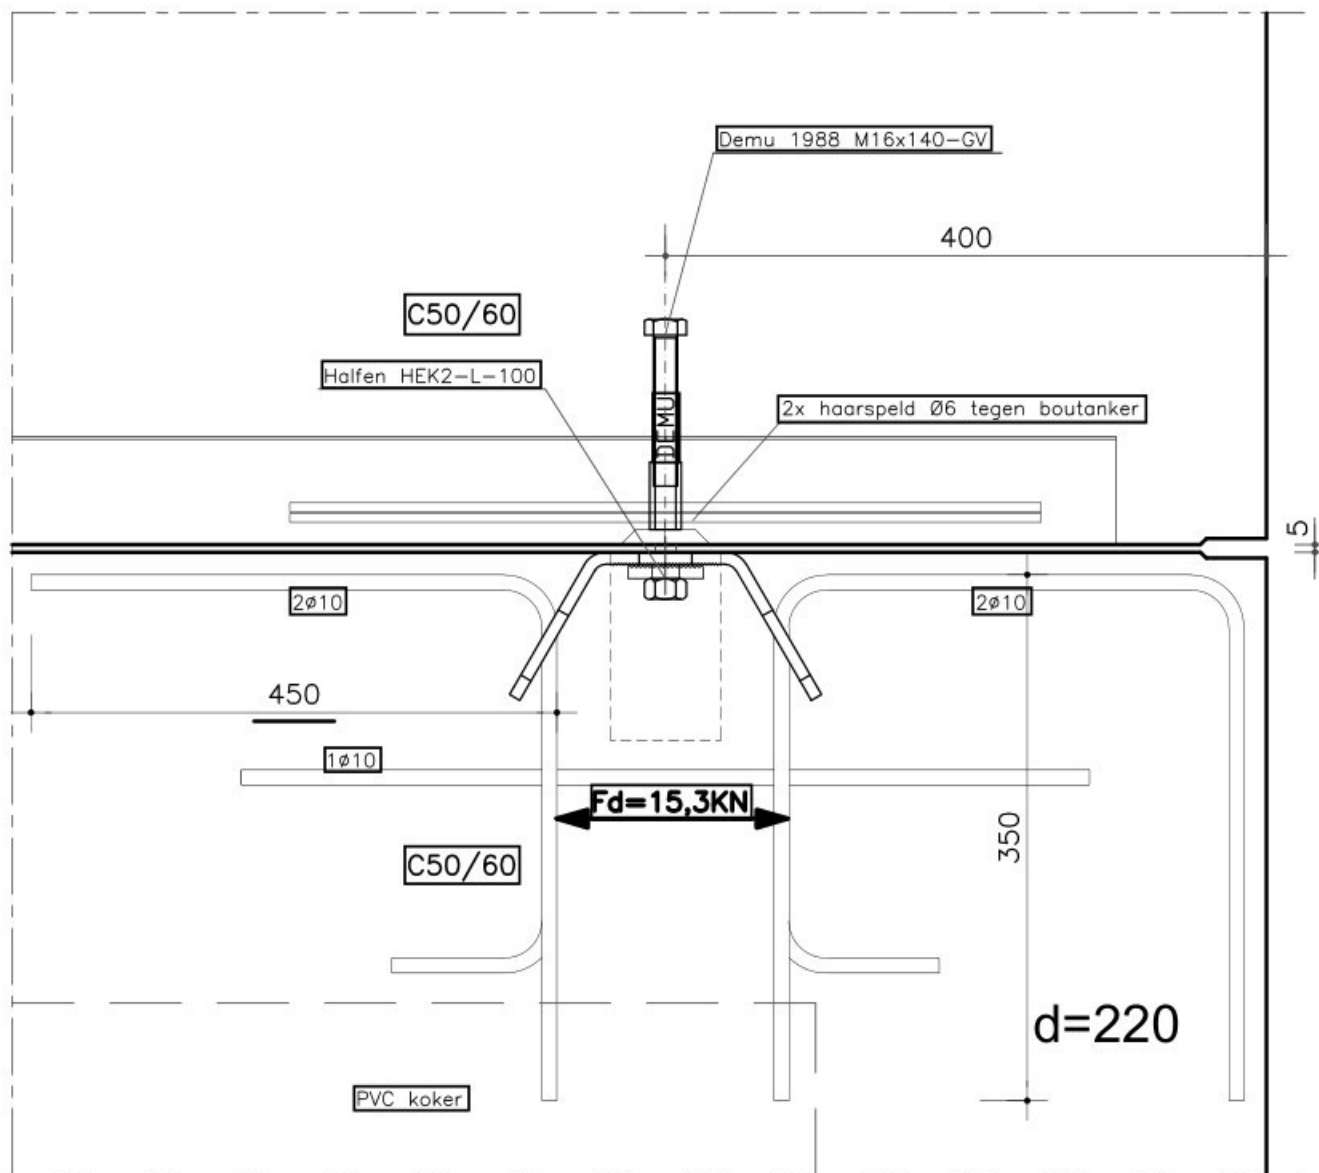 Demu 1988 M16x140-GV
400
C50/60
Halfen HEK2-L-100
2x haarspeld Ø6 tegen boutanker
DEMU
5
2ø10
2ø10
450
1ø10
Fd=15,3KN
350
C50/60
d=220
PVC koker